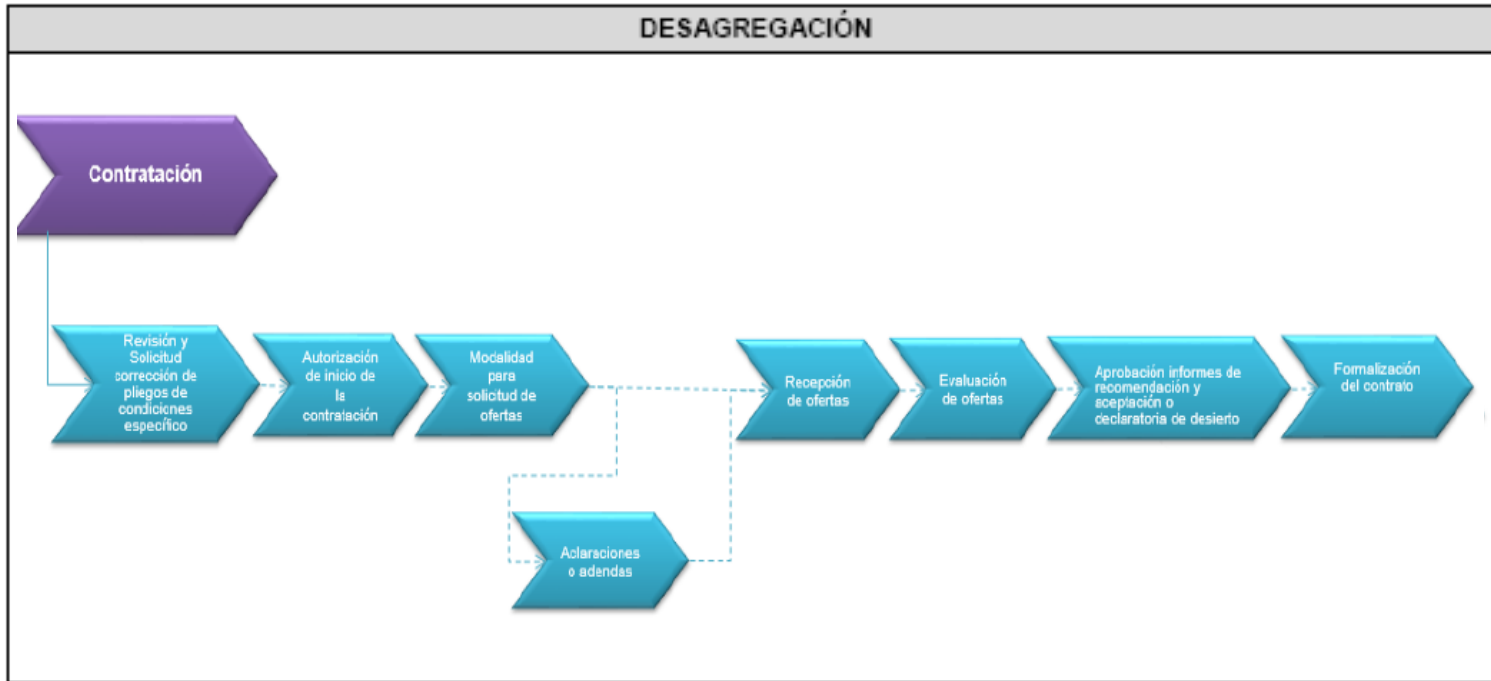 DESAGREGACIÓN
Contratación
Revisión y
Solicitud
corrección de
pliegos de
condiciones
específico
Autorización
de inicio de
la
contratación
Modalidad
para
solicitud de
ofertas
Recepción
de ofertas
Evaluación
de ofertas
Aprobación informes de
recomendación y
aceptación o
declaratoria de desierto
Formalización
del contrato
Aclaraciones
o adendas